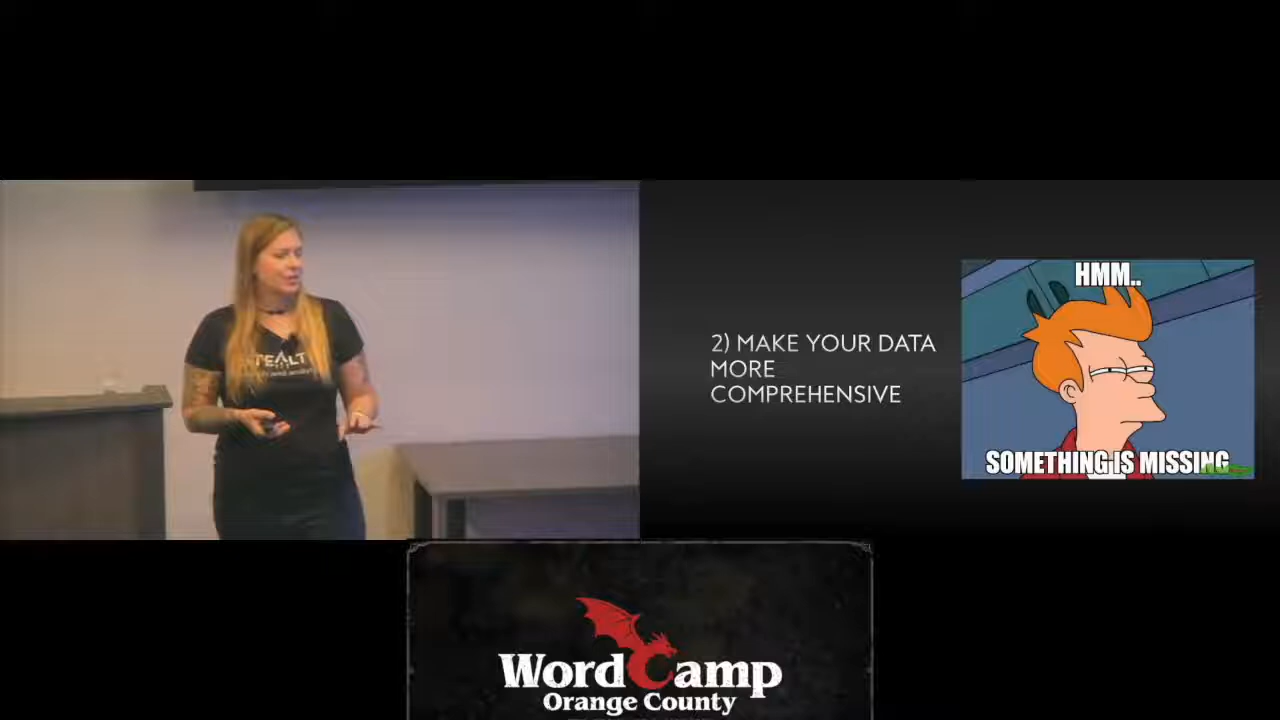 2) MAKE YOUR DATA
MORE
COMPREHENSIVE
HMM..
SOMETHING IS MISSING
WordCamp
Orange County